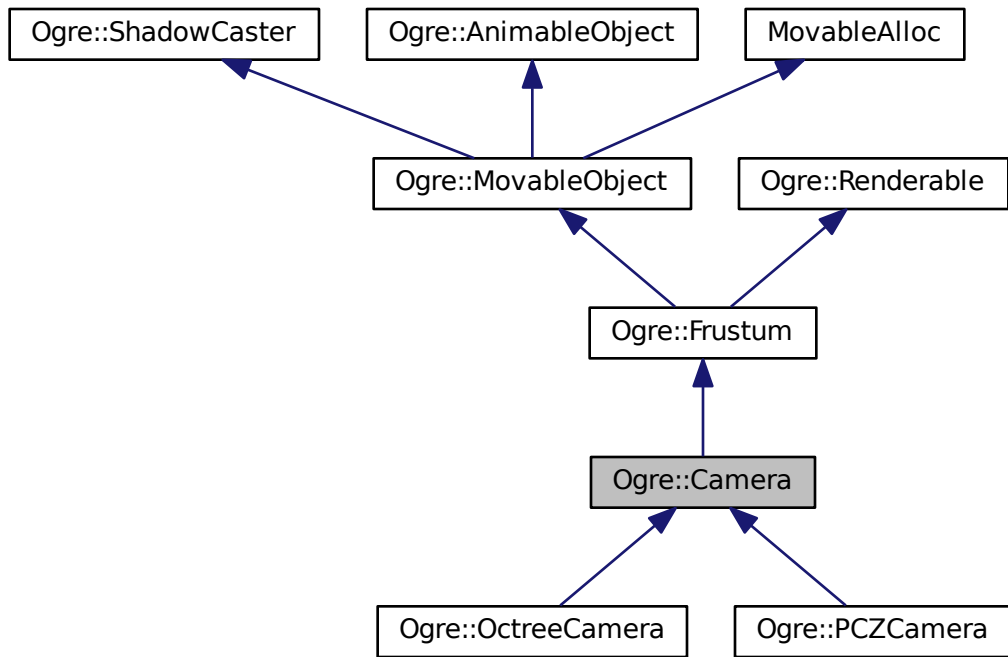 Ogre::ShadowCaster
Ogre::AnimableObject
MovableAlloc
Ogre::MovableObject
Ogre::Renderable
Ogre::Frustum
Ogre::Camera
Ogre::OctreeCamera
Ogre::PCZCamera